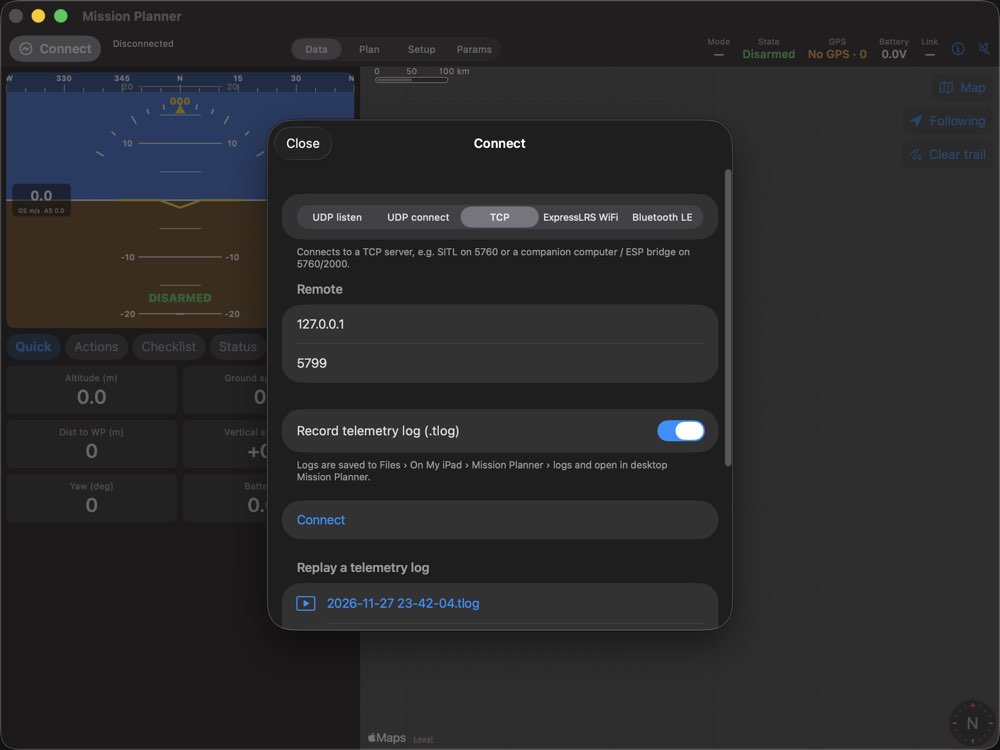 Mission Planner
Connect
Disconnected
Data
Plan
Setup
Params
Mode
—
State
Disarmed
GPS
No GPS · 0
Battery
0.0V
Link
—
W 330 345 N 15 30 N
20 20
000
10 10
0.0
GS m/s AS 0.0
-10 -10
DISARMED
-20 -20
Quick
Actions
Checklist
Status
Altitude (m)
0.0
Ground s
0
Dist to WP (m)
0
Vertical s
+0
Yaw (deg)
0
Batte
0.
0 50 100 km
Map
Following
Clear trail
Close
Connect
UDP listen
UDP connect
TCP
ExpressLRS WiFi
Bluetooth LE
Connects to a TCP server, e.g. SITL on 5760 or a companion computer / ESP bridge on
5760/2000.
Remote
127.0.0.1
5799
Record telemetry log (.tlog)
Logs are saved to Files › On My iPad › Mission Planner › logs and open in desktop
Mission Planner.
Connect
Replay a telemetry log
2026-11-27 23-42-04.tlog
Maps
Legal
N